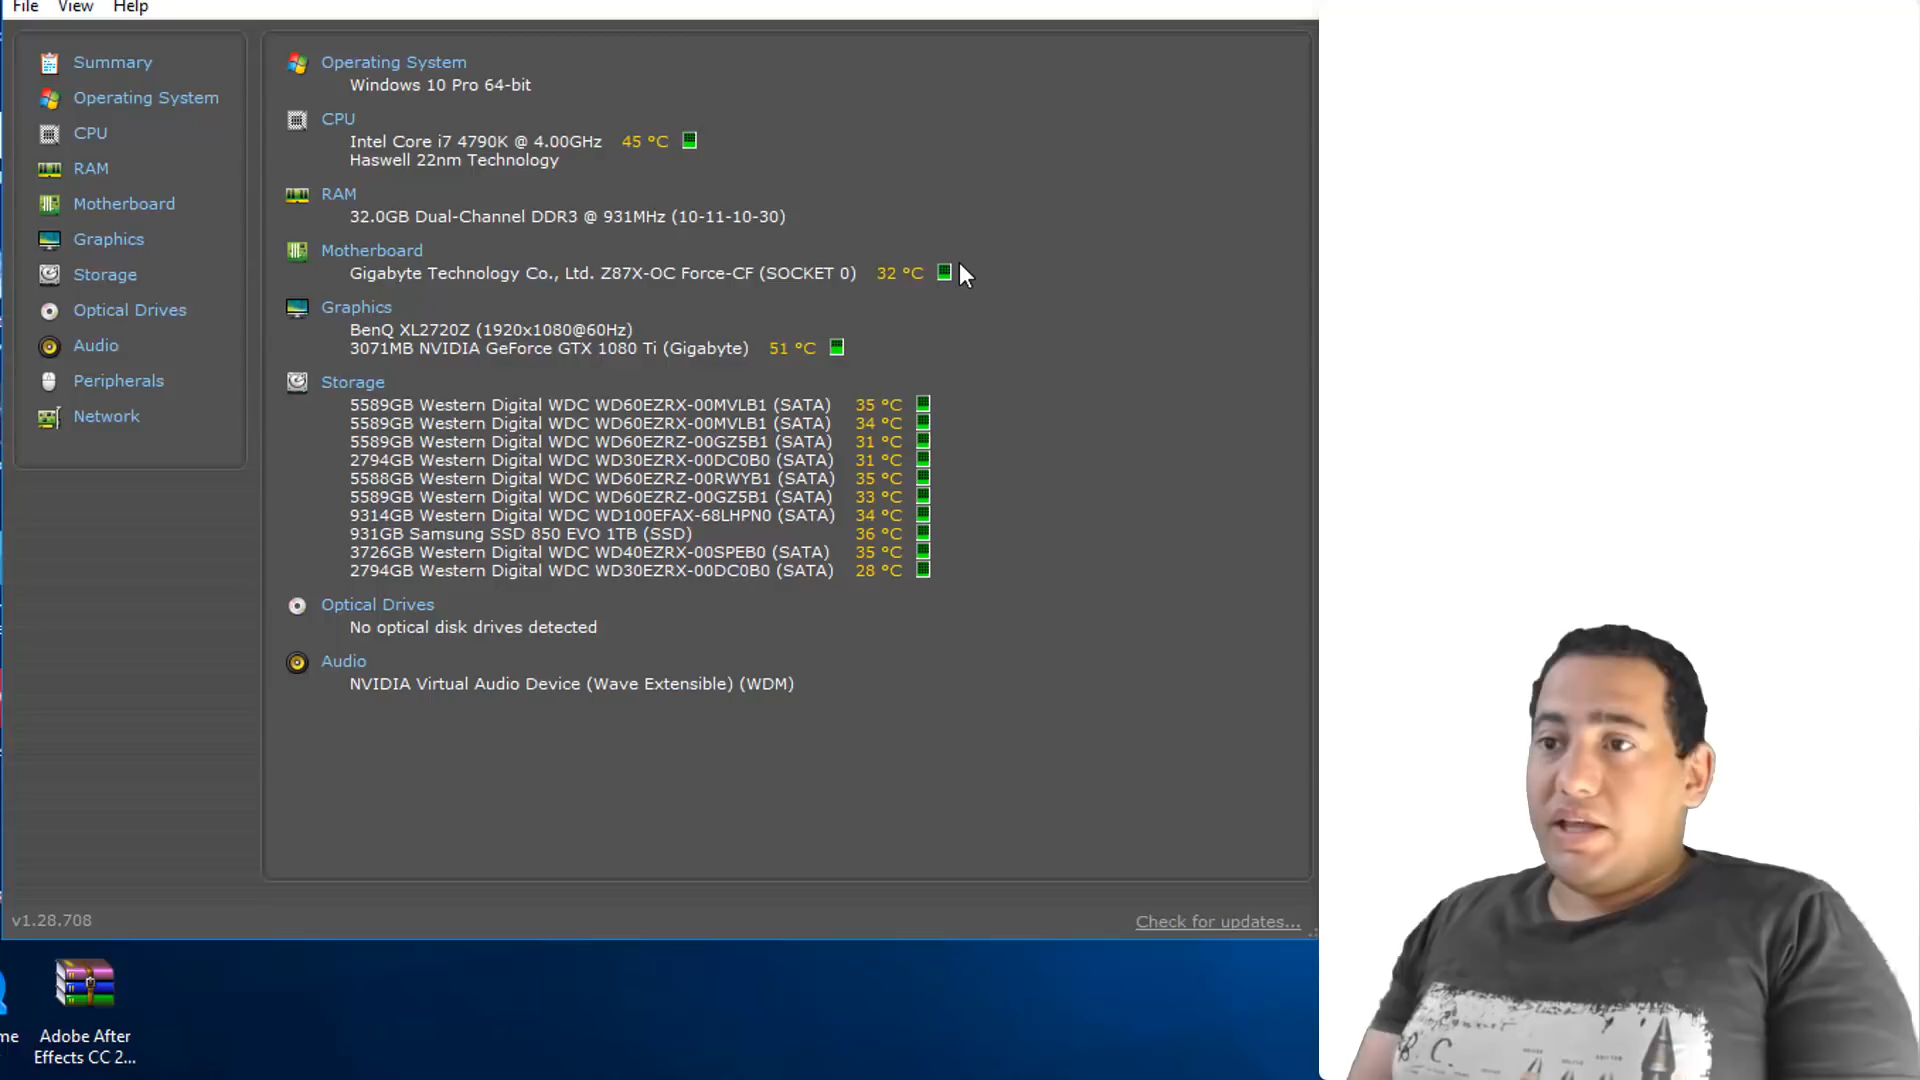 File View Help
Summary
Operating System
CPU
RAM
Motherboard
Graphics
Storage
Optical Drives
Audio
Peripherals
Network
Operating System
Windows 10 Pro 64-bit
CPU
Intel Core i7 4790K @ 4.00GHz 45 °C
Haswell 22nm Technology
RAM
32.0GB Dual-Channel DDR3 @ 931MHz (10-11-10-30)
Motherboard
Gigabyte Technology Co., Ltd. Z87X-OC Force-CF (SOCKET 0) 32 °C
Graphics
BenQ XL2720Z (1920x1080@60Hz)
3071MB NVIDIA GeForce GTX 1080 Ti (Gigabyte) 51 °C
Storage
5589GB Western Digital WDC WD60EZRX-00MVLB1 (SATA) 35 °C
5589GB Western Digital WDC WD60EZRX-00MVLB1 (SATA) 34 °C
5589GB Western Digital WDC WD60EZRZ-00GZ5B1 (SATA) 31 °C
2794GB Western Digital WDC WD30EZRX-00DC0B0 (SATA) 31 °C
5588GB Western Digital WDC WD60EZRZ-00RWYB1 (SATA) 35 °C
5589GB Western Digital WDC WD60EZRZ-00GZ5B1 (SATA) 33 °C
9314GB Western Digital WDC WD100EFAX-68LHPN0 (SATA) 34 °C
931GB Samsung SSD 850 EVO 1TB (SSD) 36 °C
3726GB Western Digital WDC WD40EZRX-00SPEB0 (SATA) 35 °C
2794GB Western Digital WDC WD30EZRX-00DC0B0 (SATA) 28 °C
Optical Drives
No optical disk drives detected
Audio
NVIDIA Virtual Audio Device (Wave Extensible) (WDM)
v1.28.708
Check for updates...
me
Adobe After
Effects CC 2...
B. C.